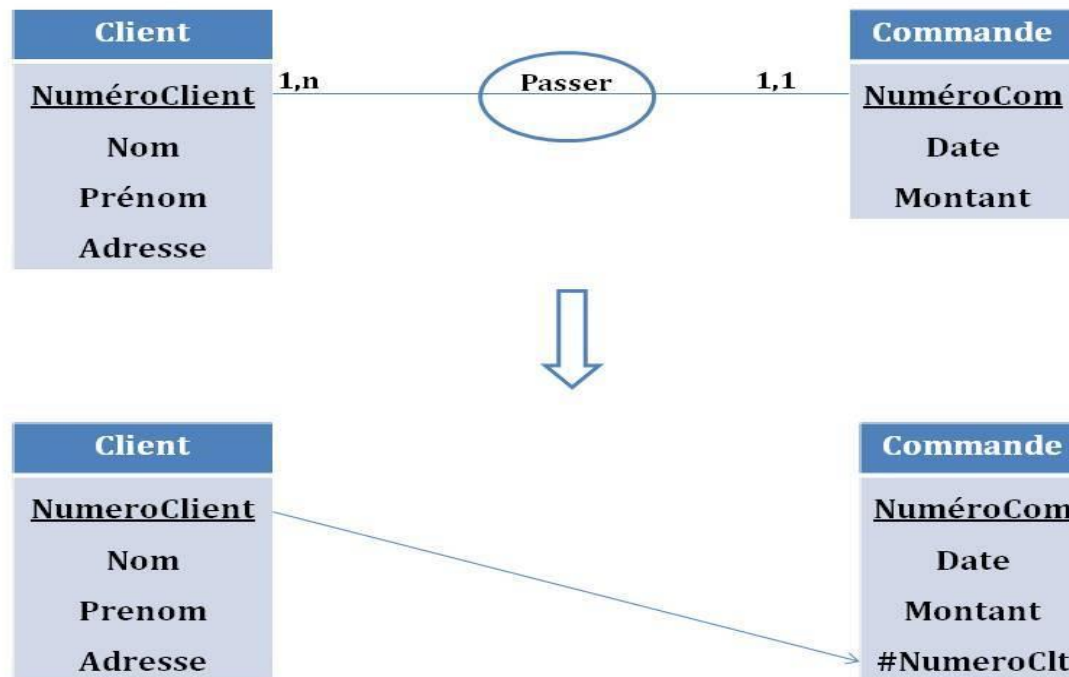 Client
NuméroClient
Nom
Prénom
Adresse
1,n
Passer
1,1
Commande
NuméroCom
Date
Montant
Client
NumeroClient
Nom
Prenom
Adresse
Commande
NuméroCom
Date
Montant
#NumeroClt